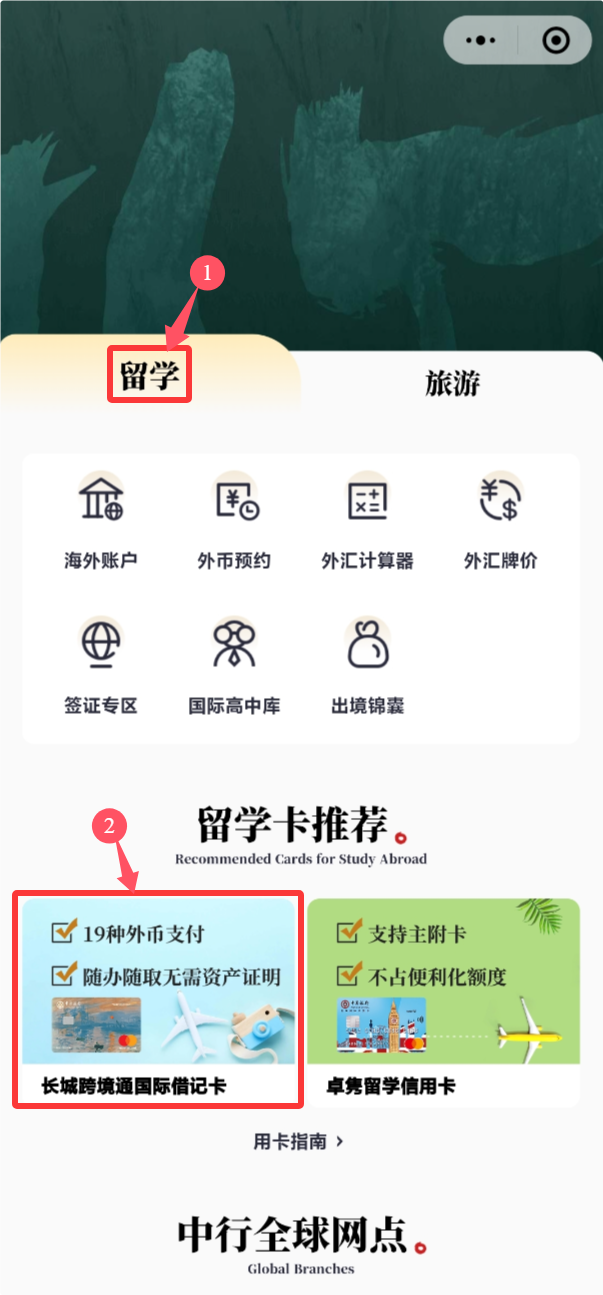 1
留学
旅游
海外账户
外币预约
外汇计算器
外汇牌价
签证专区
国际高中库
出境锦囊
2
留学卡推荐。
Recommended Cards for Study Abroad
19种外币支付
随办随取无需资产证明
长城跨境通国际借记卡
支持主附卡
不占便利化额度
卓隽留学信用卡
用卡指南 ›
中行全球网点。
Global Branches